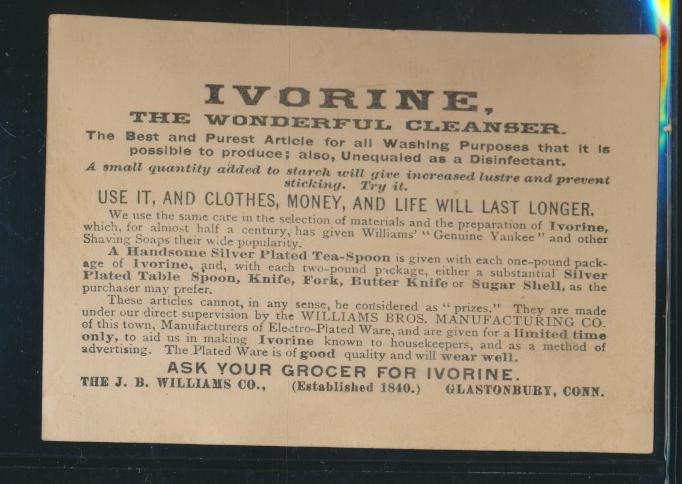 IVORINE,
THE WONDERFUL CLEANSER.
The Best and Purest Article for all Washing Purposes that it is
possible to produce; also, Unequaled as a Disinfectant.
A small quantity added to starch will give increased lustre and prevent
sticking. Try it.
USE IT, AND CLOTHES, MONEY, AND LIFE WILL LAST LONGER.
We use the same care in the selection of materials and the preparation of Ivorine,
which, for almost half a century, has given Williams' "Genuine Yankee" and other
Shaving Soaps their wide popularity.
A Handsome Silver Plated Tea-Spoon is given with each one-pound pack-
age of Ivorine, and, with each two-pound package, either a substantial Silver
Plated Table Spoon, Knife, Fork, Butter Knife or Sugar Shell, as the
purchaser may prefer.
These articles cannot, in any sense, be considered as "prizes." They are made
under our direct supervision by the WILLIAMS BROS. MANUFACTURING CO.
of this town, Manufacturers of Electro-Plated Ware, and are given for a limited time
only, to aid us in making Ivorine known to housekeepers, and as a method of
advertising. The Plated Ware is of good quality and will wear well.
ASK YOUR GROCER FOR IVORINE.
THE J. B. WILLIAMS CO., (Established 1840.) GLASTONBURY, CONN.